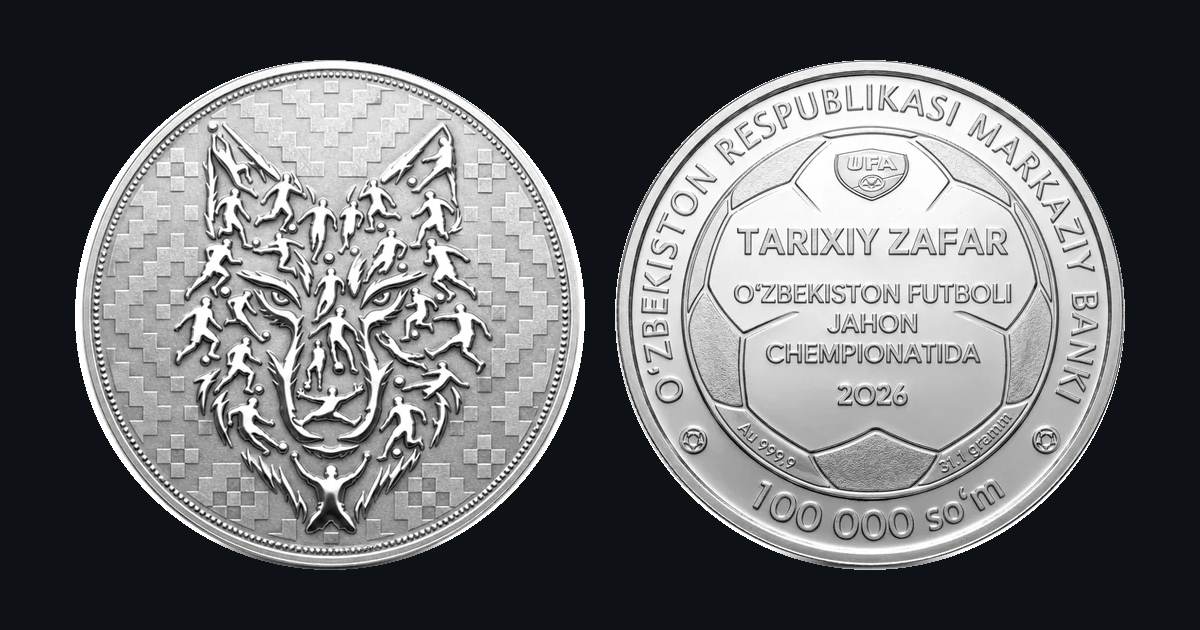 O‘ZBEKISTON RESPUBLIKASI MARKAZIY BANKI
UFA
TARIXIY ZAFAR
O‘ZBEKISTON FUTBOLI
JAHON
CHEMPIONATIDA
2026
Au 999,9
31.1 gramm
100 000 so‘m